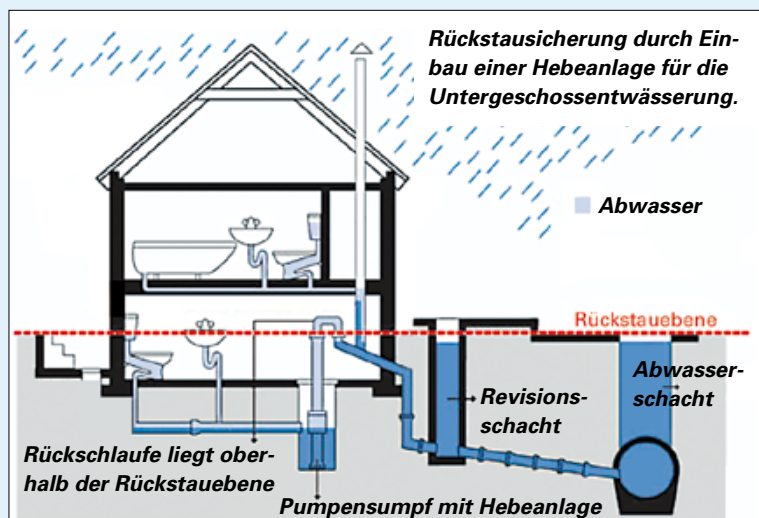 Rückstausicherung durch Ein-
bau einer Hebeanlage für die
Untergeschossentwässerung.
Abwasser
Rückstauebene
Abwasser-
schacht
Revisions-
schacht
Rückschlaufe liegt ober-
halb der Rückstauebene
Pumpensumpf mit Hebeanlage